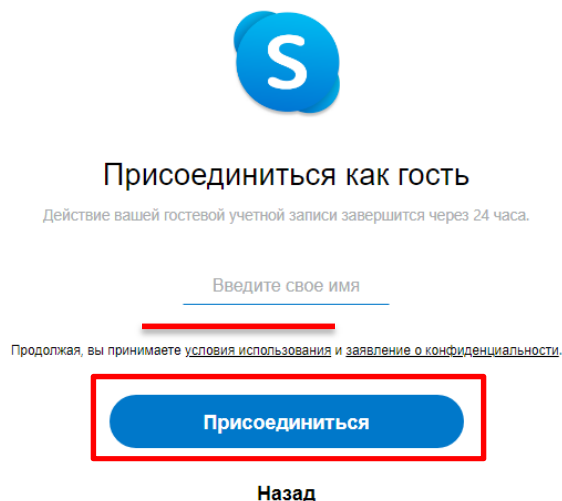 S
Присоединиться как гость
Действие вашей гостевой учетной записи завершится через 24 часа.
Введите свое имя
Продолжая, вы принимаете условия использования и заявление о конфиденциальности.
Присоединиться
Назад